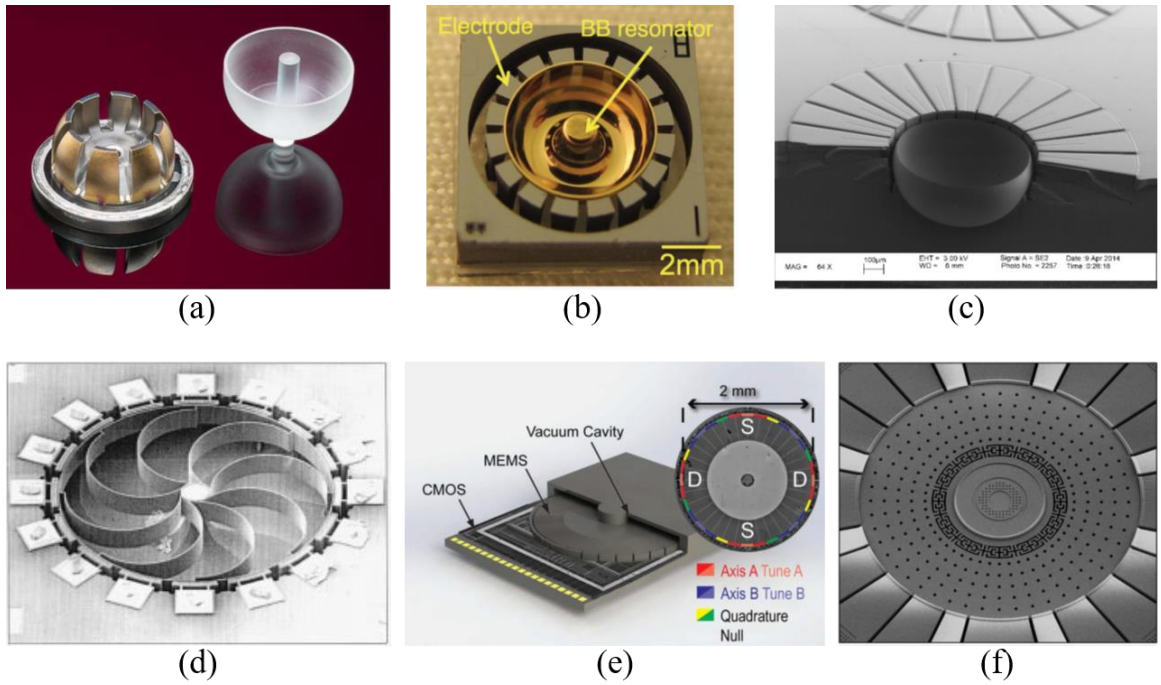 Electrode
BB resonator
2mm
MAG = 64 X
100µm
EHT = 3.00 kV
WD = 6 mm
Signal A = SE2
Photo No. = 2257
Date :9 Apr 2014
Time :0:26:16
(a)
(b)
(c)
2 mm
Vacuum Cavity
MEMS
CMOS
S
D
D
S
Axis A Tune A
Axis B Tune B
Quadrature
Null
(d)
(e)
(f)